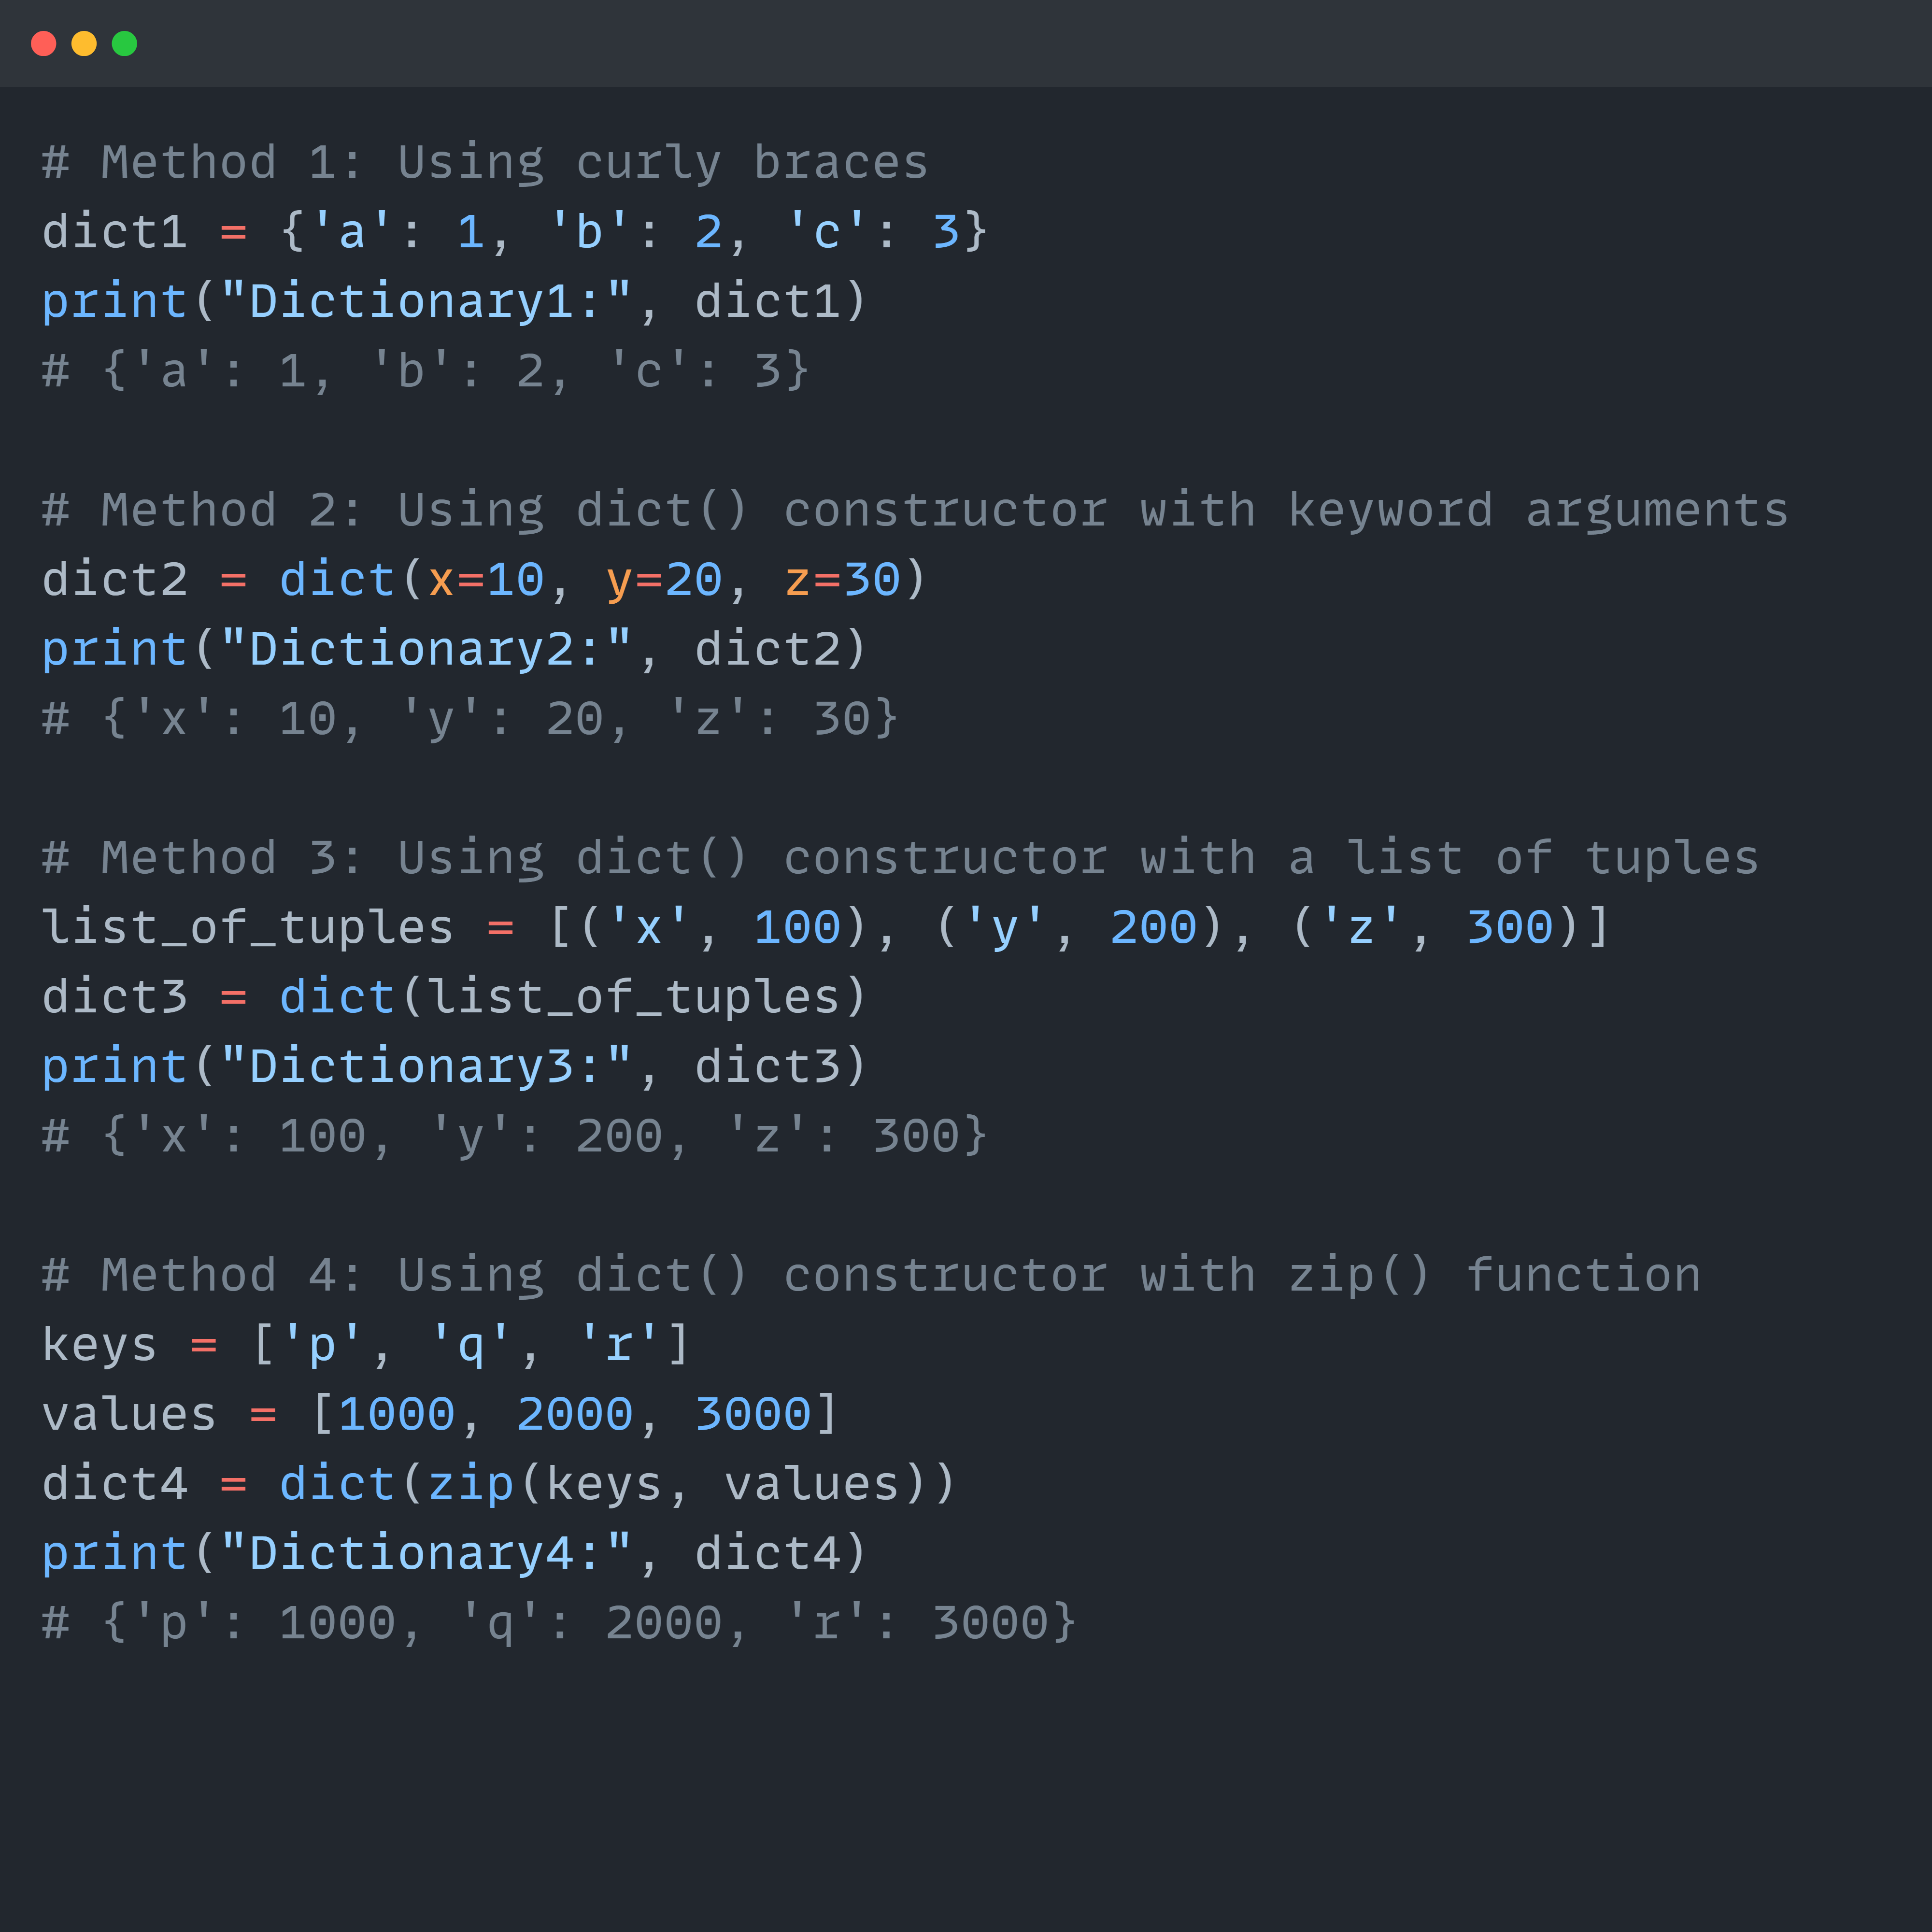 # Method 1: Using curly braces
dict1 = {'a': 1, 'b': 2, 'c': 3}
print("Dictionary1:", dict1)
# {'a': 1, 'b': 2, 'c': 3}
# Method 2: Using dict() constructor with keyword arguments
dict2 = dict(x=10, y=20, z=30)
print("Dictionary2:", dict2)
# {'x': 10, 'y': 20, 'z': 30}
# Method 3: Using dict() constructor with a list of tuples
list_of_tuples = [('x', 100), ('y', 200), ('z', 300)]
dict3 = dict(list_of_tuples)
print("Dictionary3:", dict3)
# {'x': 100, 'y': 200, 'z': 300}
# Method 4: Using dict() constructor with zip() function
keys = ['p', 'q', 'r']
values = [1000, 2000, 3000]
dict4 = dict(zip(keys, values))
print("Dictionary4:", dict4)
# {'p': 1000, 'q': 2000, 'r': 3000}